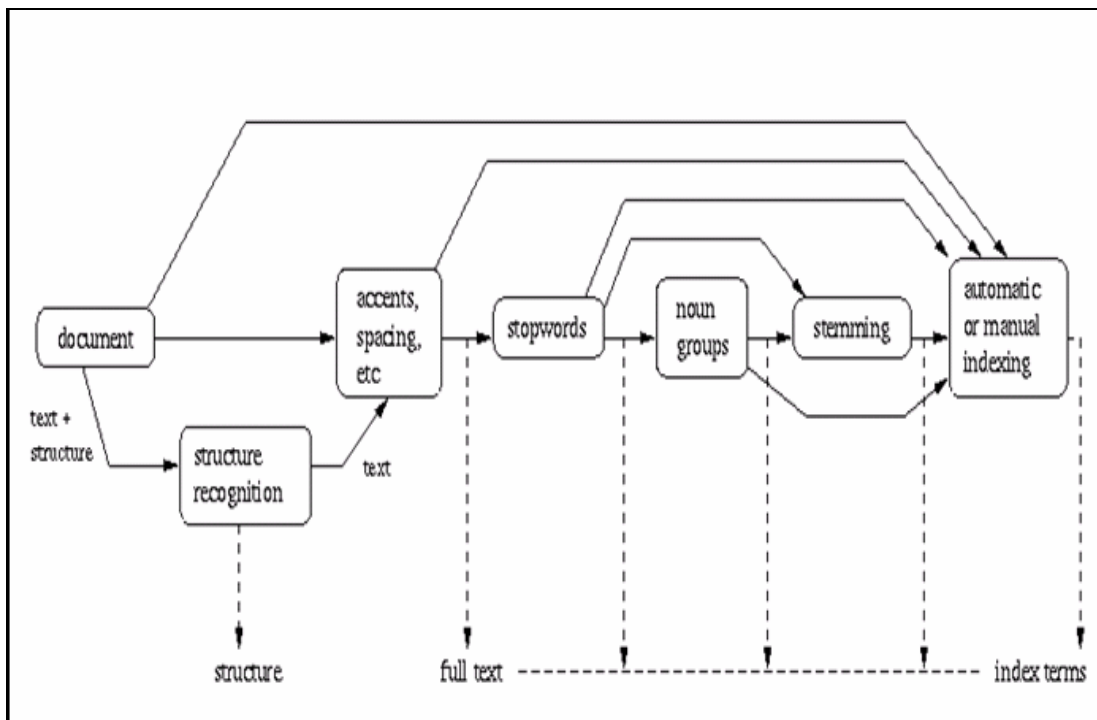 document
text +
structure
structure
recognition
text
accents,
spacing,
etc
stopwords
noun
groups
stemming
automatic
or manual
indexing
structure
full text
index terms